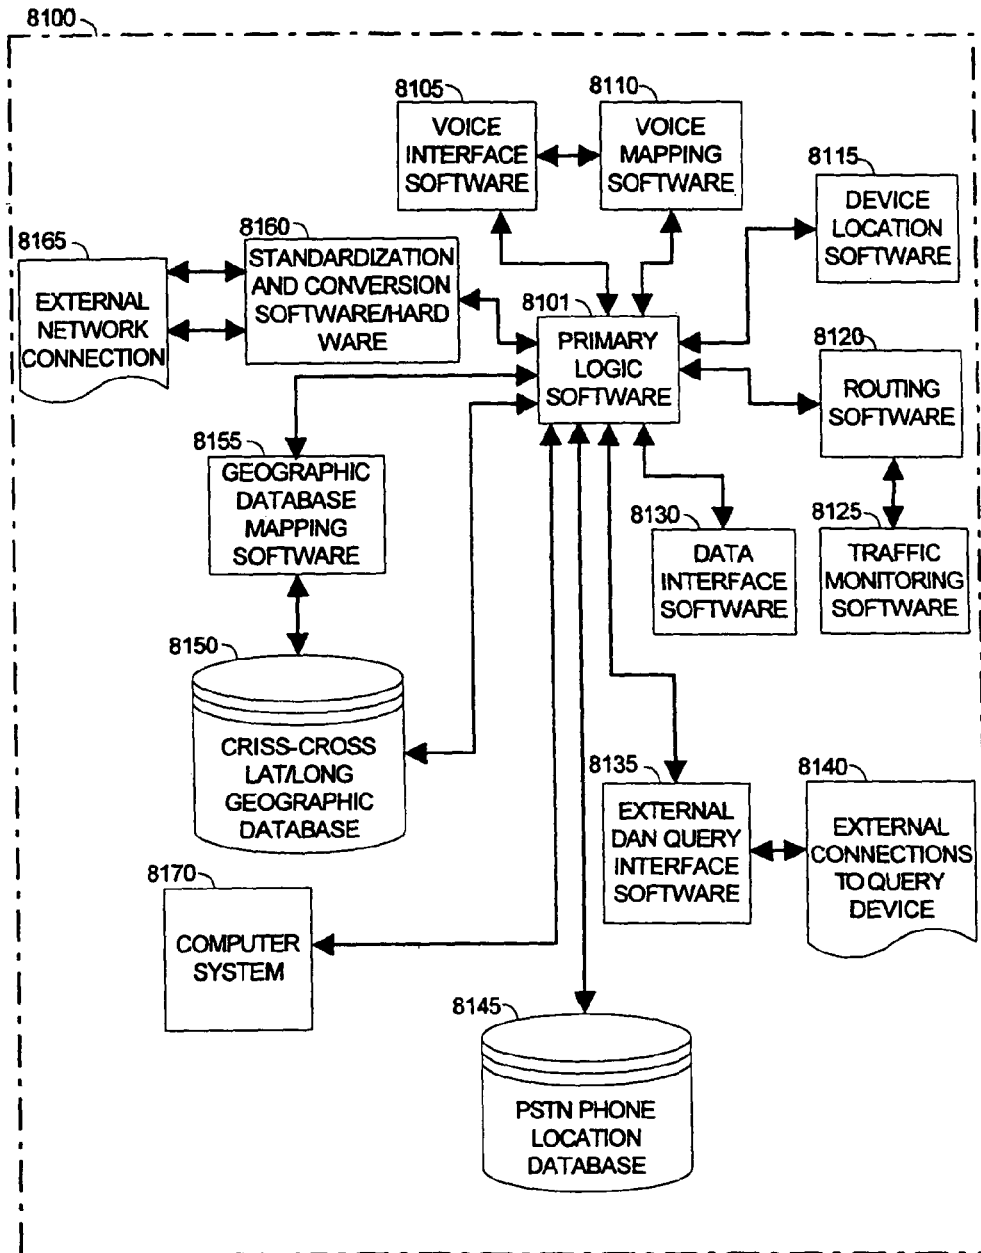 8100
8105
VOICE
INTERFACE
SOFTWARE
8110
VOICE
MAPPING
SOFTWARE
8115
DEVICE
LOCATION
SOFTWARE
8165
EXTERNAL
NETWORK
CONNECTION
8160
STANDARDIZATION
AND CONVERSION
SOFTWARE/HARD
WARE
8101
PRIMARY
LOGIC
SOFTWARE
8120
ROUTING
SOFTWARE
8155
GEOGRAPHIC
DATABASE
MAPPING
SOFTWARE
8130
DATA
INTERFACE
SOFTWARE
8125
TRAFFIC
MONITORING
SOFTWARE
8150
CRISS-CROSS
LAT/LONG
GEOGRAPHIC
DATABASE
8135
EXTERNAL
DAN QUERY
INTERFACE
SOFTWARE
8140
EXTERNAL
CONNECTIONS
TO QUERY
DEVICE
8170
COMPUTER
SYSTEM
8145
PSTN PHONE
LOCATION
DATABASE